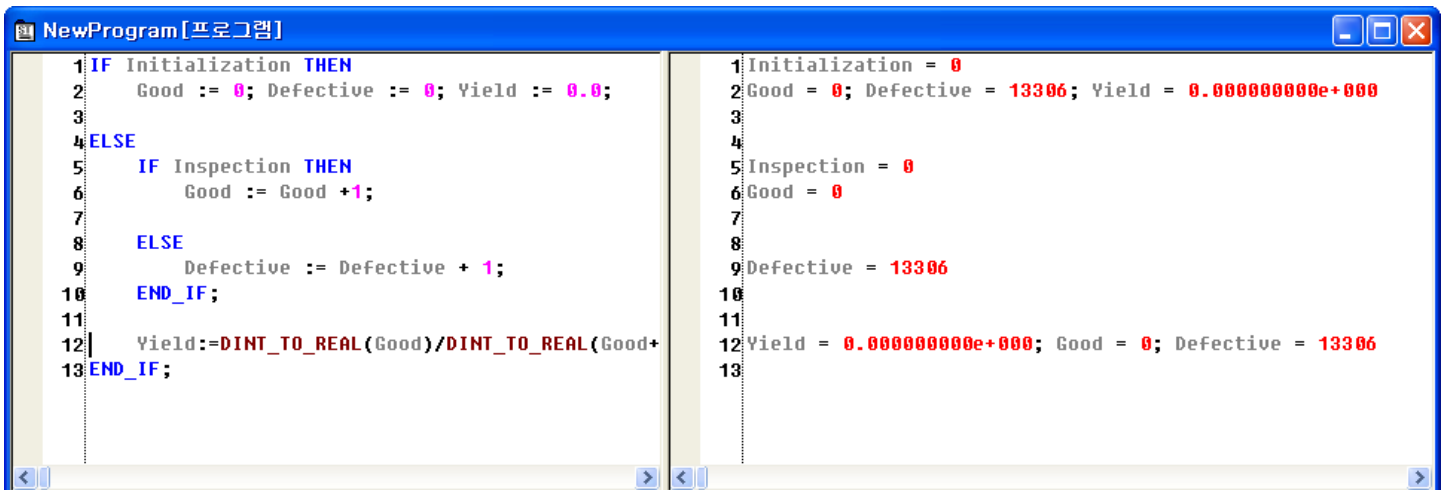 NewProgram[프로그램]
1 IF Initialization THEN
2 Good := 0; Defective := 0; Yield := 0.0;
3
4 ELSE
5 IF Inspection THEN
6 Good := Good +1;
7
8 ELSE
9 Defective := Defective + 1;
10 END_IF;
11
12 Yield:=DINT_TO_REAL(Good)/DINT_TO_REAL(Good+
13 END_IF;
1 Initialization = 0
2 Good = 0; Defective = 13306; Yield = 0.000000000e+000
3
4
5 Inspection = 0
6 Good = 0
7
8
9 Defective = 13306
10
11
12 Yield = 0.000000000e+000; Good = 0; Defective = 13306
13